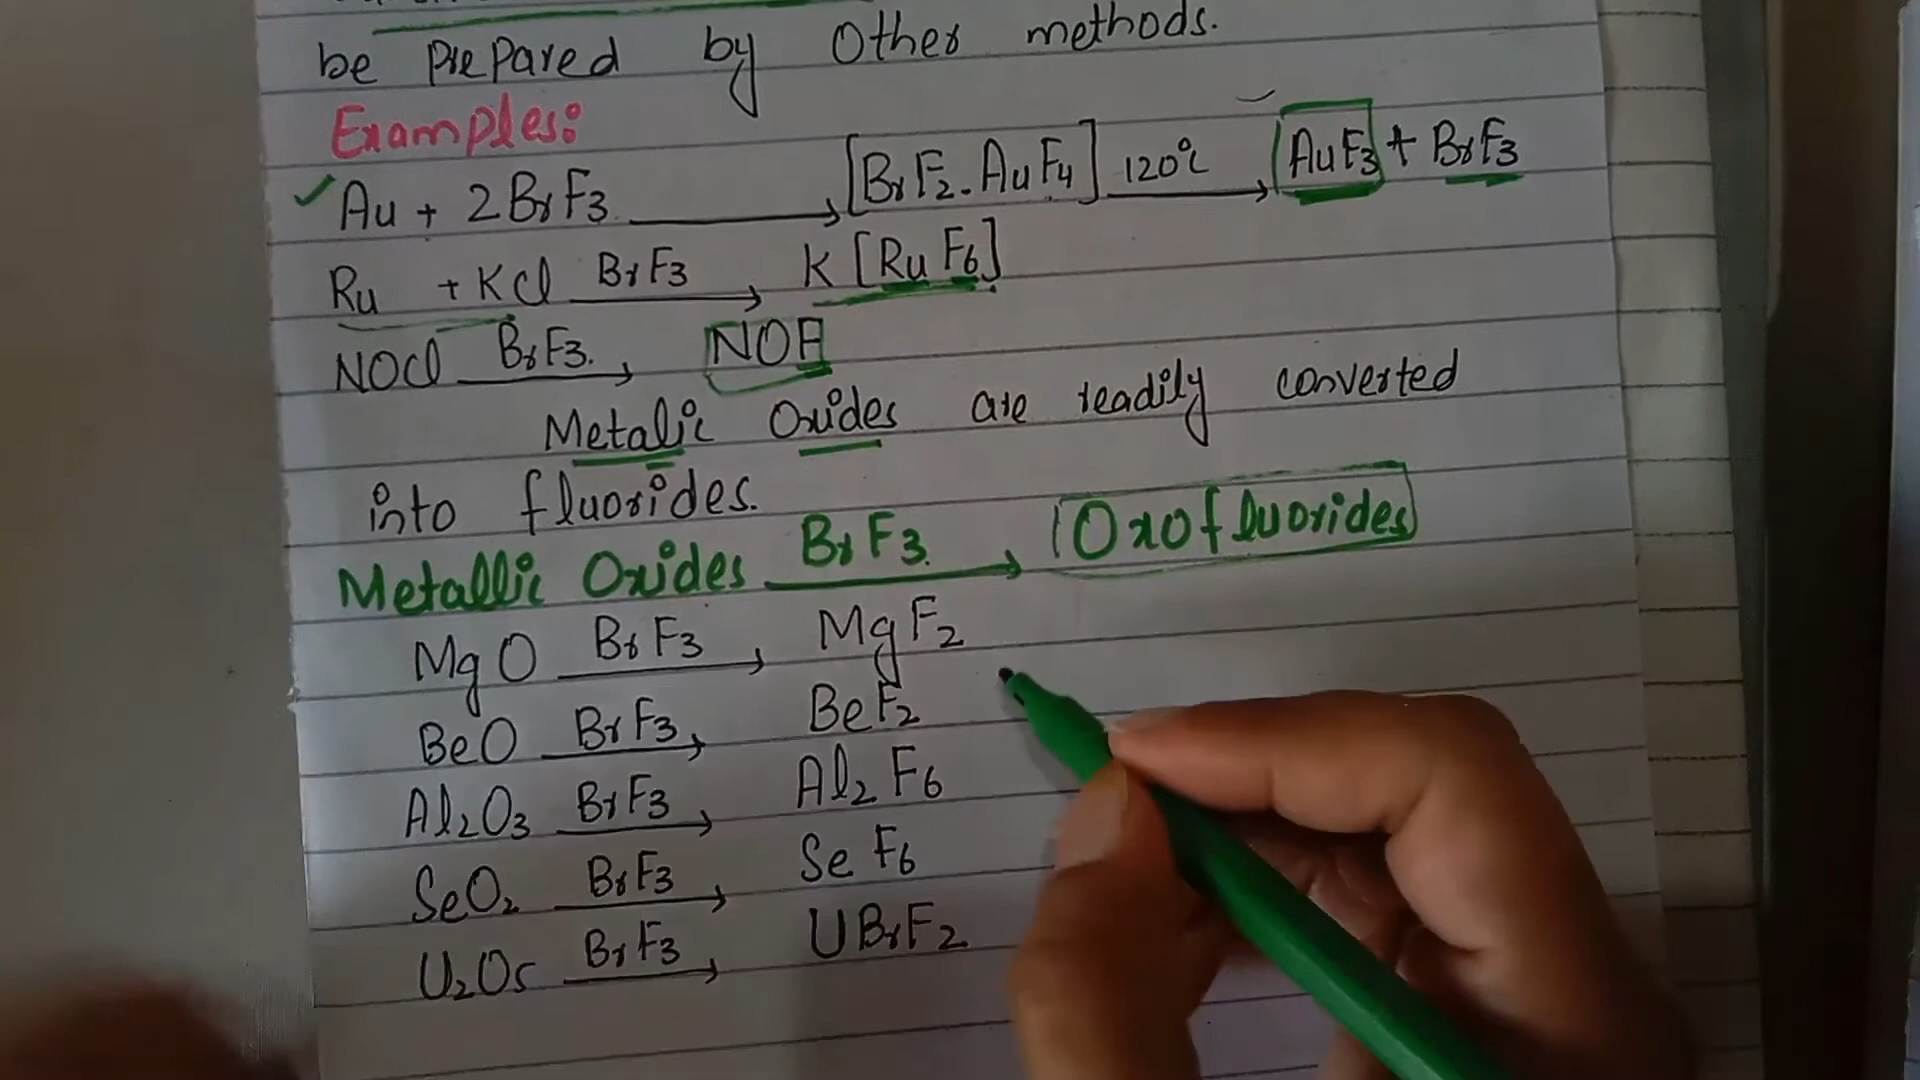 be prepared by Other methods.
Examples:
Au + 2BrF3 → [BrF2.AuF4] 120°c → AuF3 + BrF3
Ru + KCl BrF3 → K[RuF6]
NOCl BrF3. → NOF
Metalic Oxides are readily converted
into fluorides.
Metallic Oxides BrF3. → Oxofluorides
MgO BrF3 → MgF2
BeO BrF3 → BeF2
Al2O3 BrF3 → Al2F6
SeO2 BrF3 → SeF6
U2O5 BrF3 → UBrF2